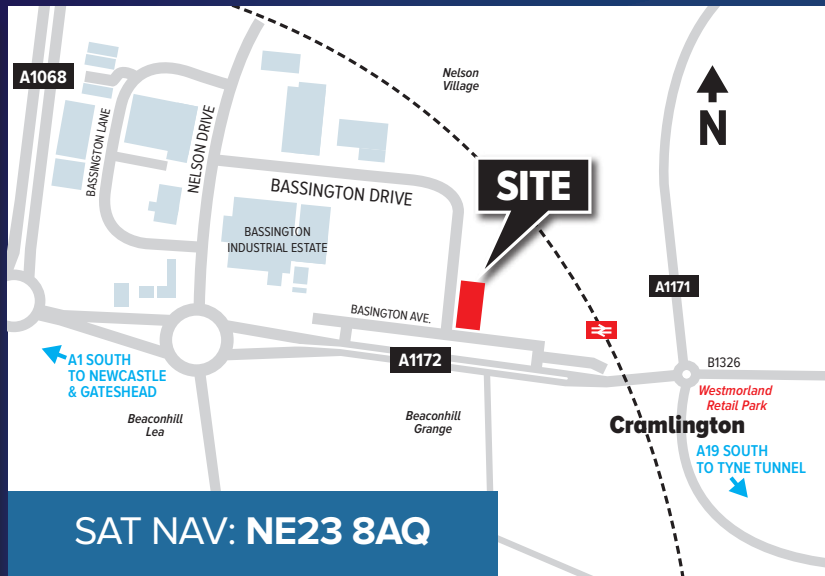 A1068
Nelson
Village
N
BASSINGTON LANE
NELSON DRIVE
BASSINGTON DRIVE
SITE
BASSINGTON
INDUSTRIAL ESTATE
A1171
BASINGTON AVE.
A1172
A1 SOUTH
TO NEWCASTLE
& GATESHEAD
B1326
Westmorland
Retail Park
Beaconhill
Lea
Beaconhill
Grange
Cramlington
A19 SOUTH
TO TYNE TUNNEL
SAT NAV: NE23 8AQ